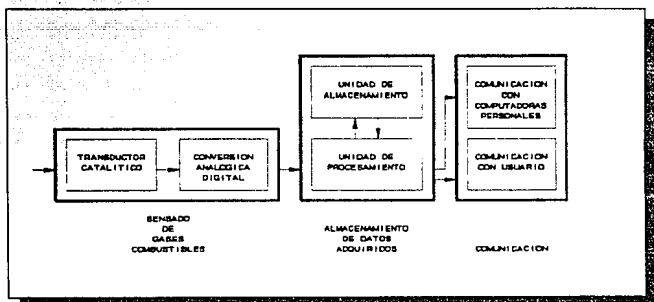 UNIDAD DE
ALMACENAMIENTO
COMUNICACION
CON
COMPUTADORAS
PERSONALES
TRANSDUCTOR
CATALITICO
CONVERSION
ANALOGICA
DIGITAL
UNIDAD DE
PROCESAMIENTO
COMUNICACION
CON USUARIO
SENSADO
DE
GASES
COMBUSTIBLES
ALMACENAMIENTO
DE DATOS
ADQUIRIDOS
COMUNICACION